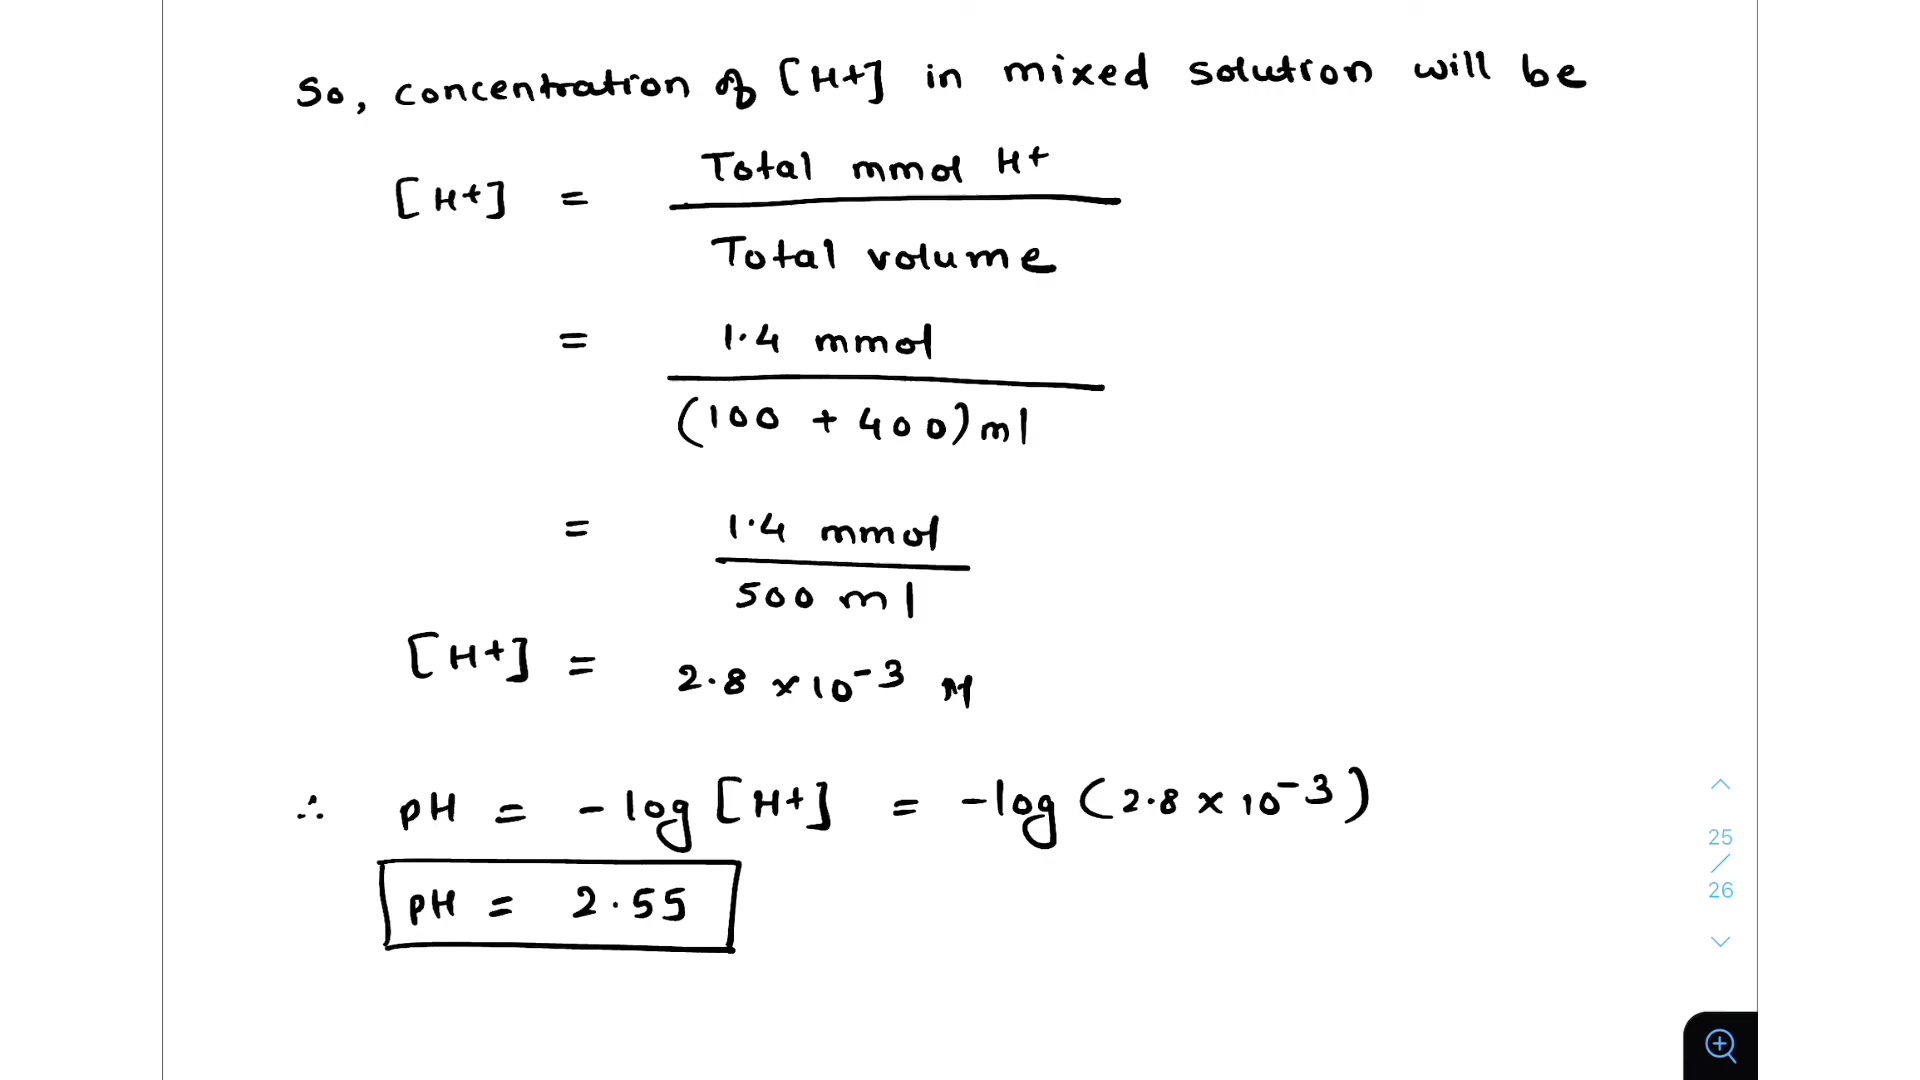 So, concentration of [H+] in mixed solution will be
[H+] = Total mmol H+
Total volume
= 1.4 mmol
(100 + 400) ml
= 1.4 mmol
500 ml
[H+] = 2.8 × 10⁻³ M
∴ pH = - log [H+] = -log (2.8 × 10⁻³)
pH = 2.55
25
/
26